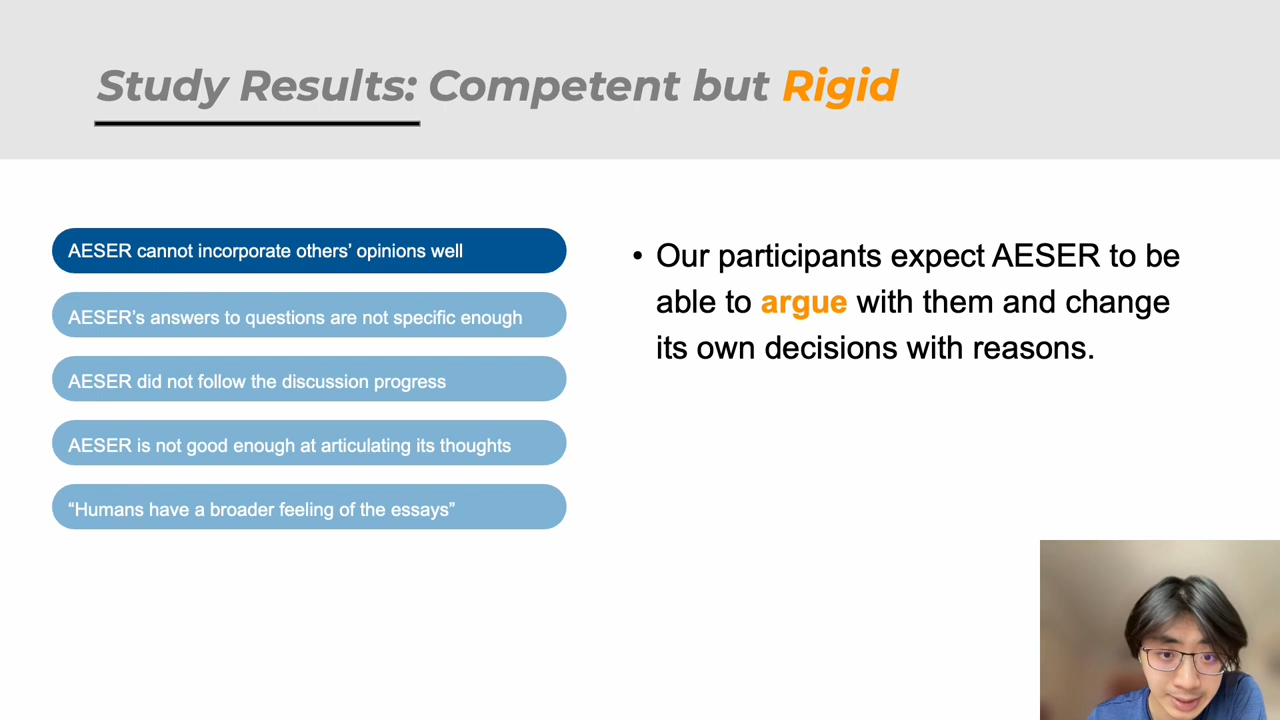 Study Results: Competent but Rigid
AESER cannot incorporate others’ opinions well
AESER’s answers to questions are not specific enough
AESER did not follow the discussion progress
AESER is not good enough at articulating its thoughts
“Humans have a broader feeling of the essays”
• Our participants expect AESER to be
able to argue with them and change
its own decisions with reasons.